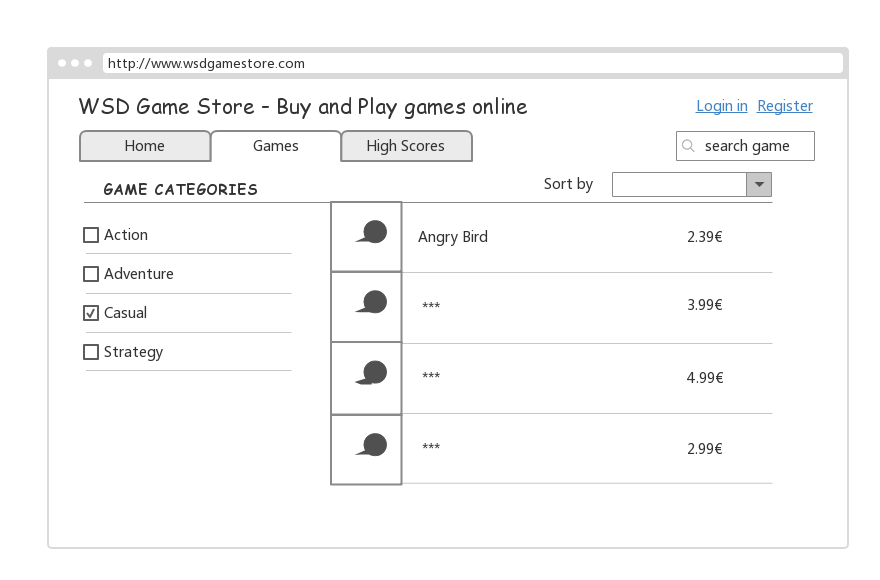 http://www.wsdgamestore.com
WSD Game Store - Buy and Play games online
Login in Register
Home Games High Scores
search game
GAME CATEGORIES
Sort by
Action
Adventure
Casual
Strategy
Angry Bird 2.39€
*** 3.99€
*** 4.99€
*** 2.99€